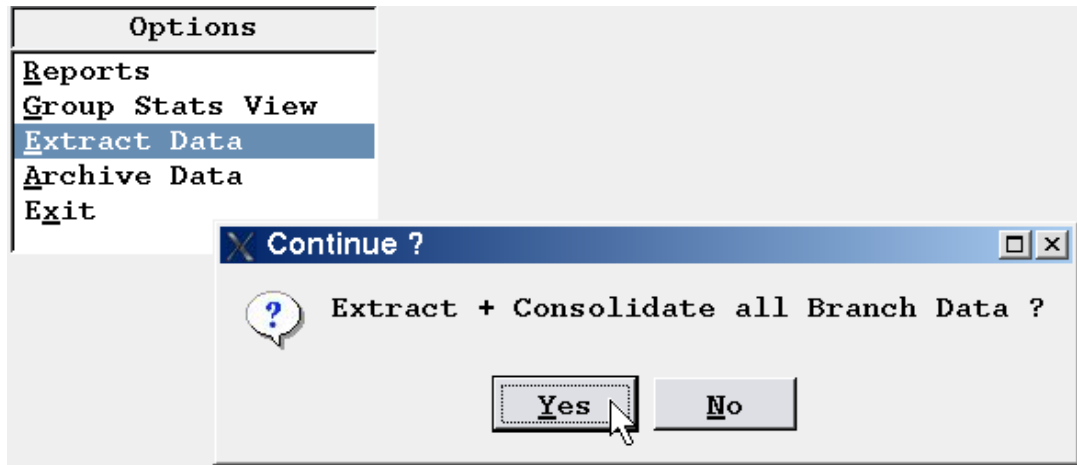 Options
Reports
Group Stats View
Extract Data
Archive Data
Exit
Continue ?
Extract + Consolidate all Branch Data ?
Yes
No